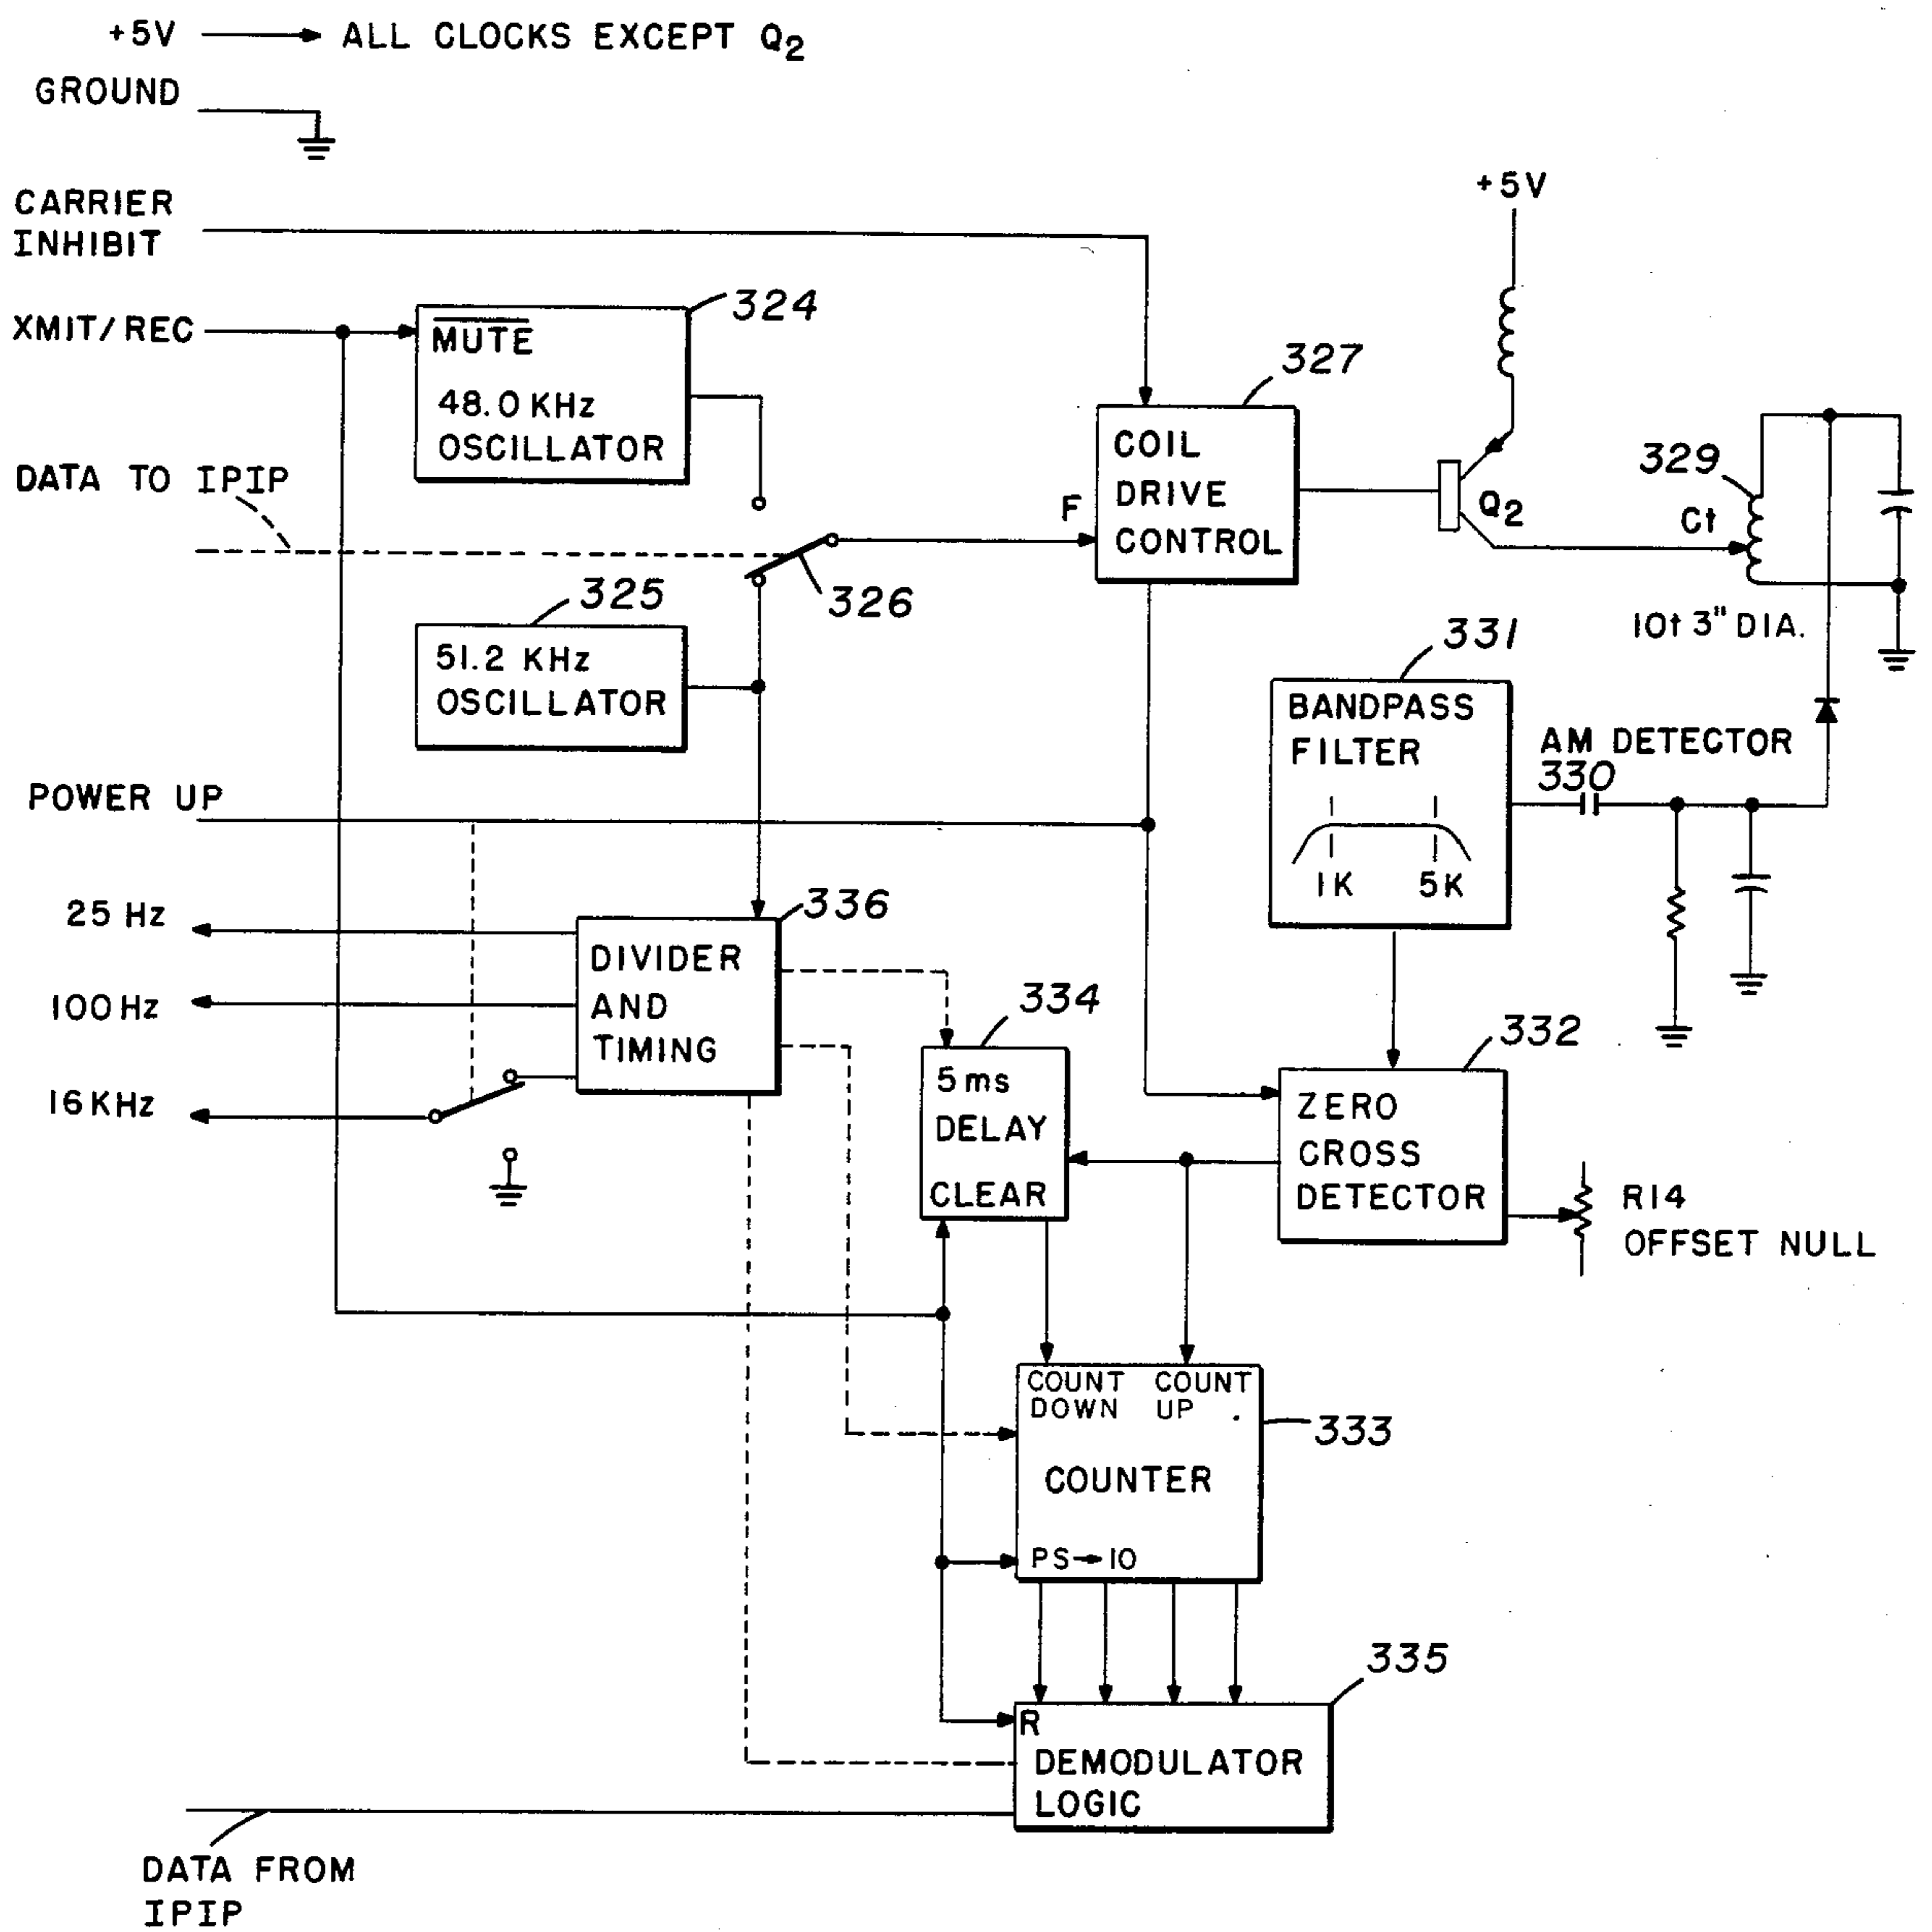 +5V → ALL CLOCKS EXCEPT Q2
GROUND
CARRIER
INHIBIT
+5V
XMIT/REC
324
MUTE
48.0 KHz
OSCILLATOR
327
COIL
DRIVE
CONTROL
F
Q2
329
Ct
10t 3" DIA.
DATA TO IPIP
326
325
51.2 KHz
OSCILLATOR
331
BANDPASS
FILTER
1K 5K
AM DETECTOR
330
POWER UP
25 Hz
100 Hz
16 KHz
336
DIVIDER
AND
TIMING
334
5 ms
DELAY
CLEAR
332
ZERO
CROSS
DETECTOR
R14
OFFSET NULL
COUNT DOWN
COUNT UP
333
COUNTER
PS→10
335
R
DEMODULATOR
LOGIC
DATA FROM
IPIP